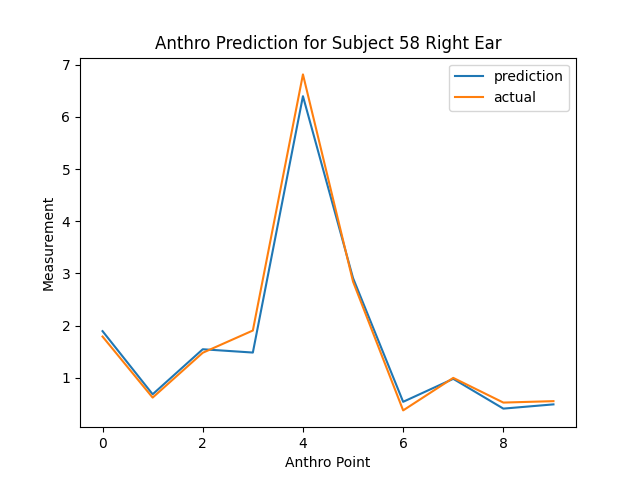 Anthro Prediction for Subject 58 Right Ear
prediction
actual
7
6
5
4
3
2
1
Measurement
0 2 4 6 8
Anthro Point